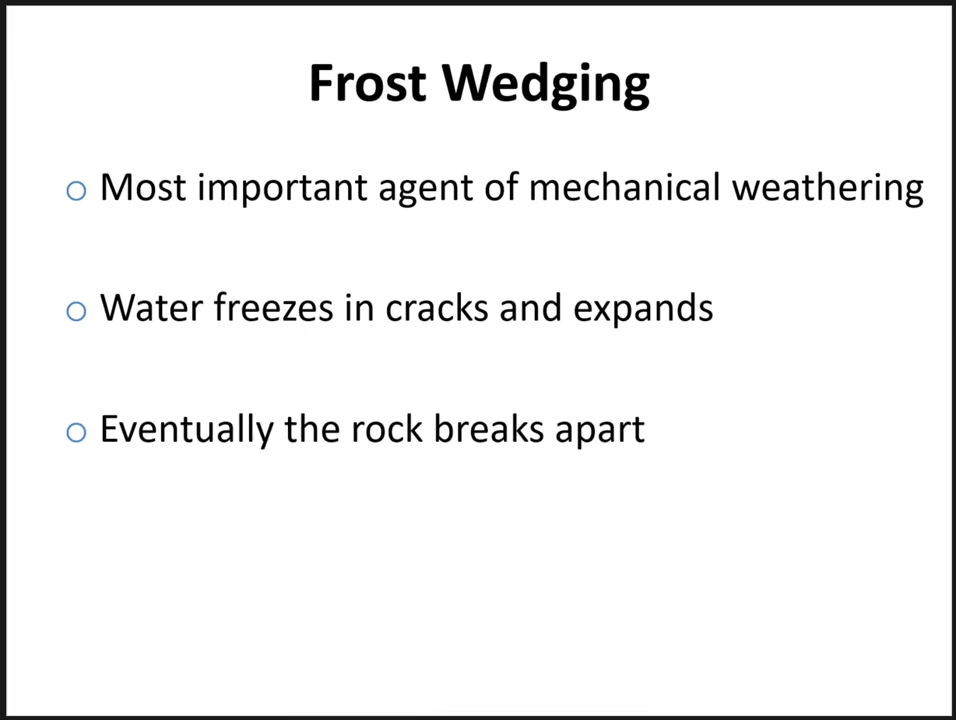 Frost Wedging
Most important agent of mechanical weathering
Water freezes in cracks and expands
Eventually the rock breaks apart